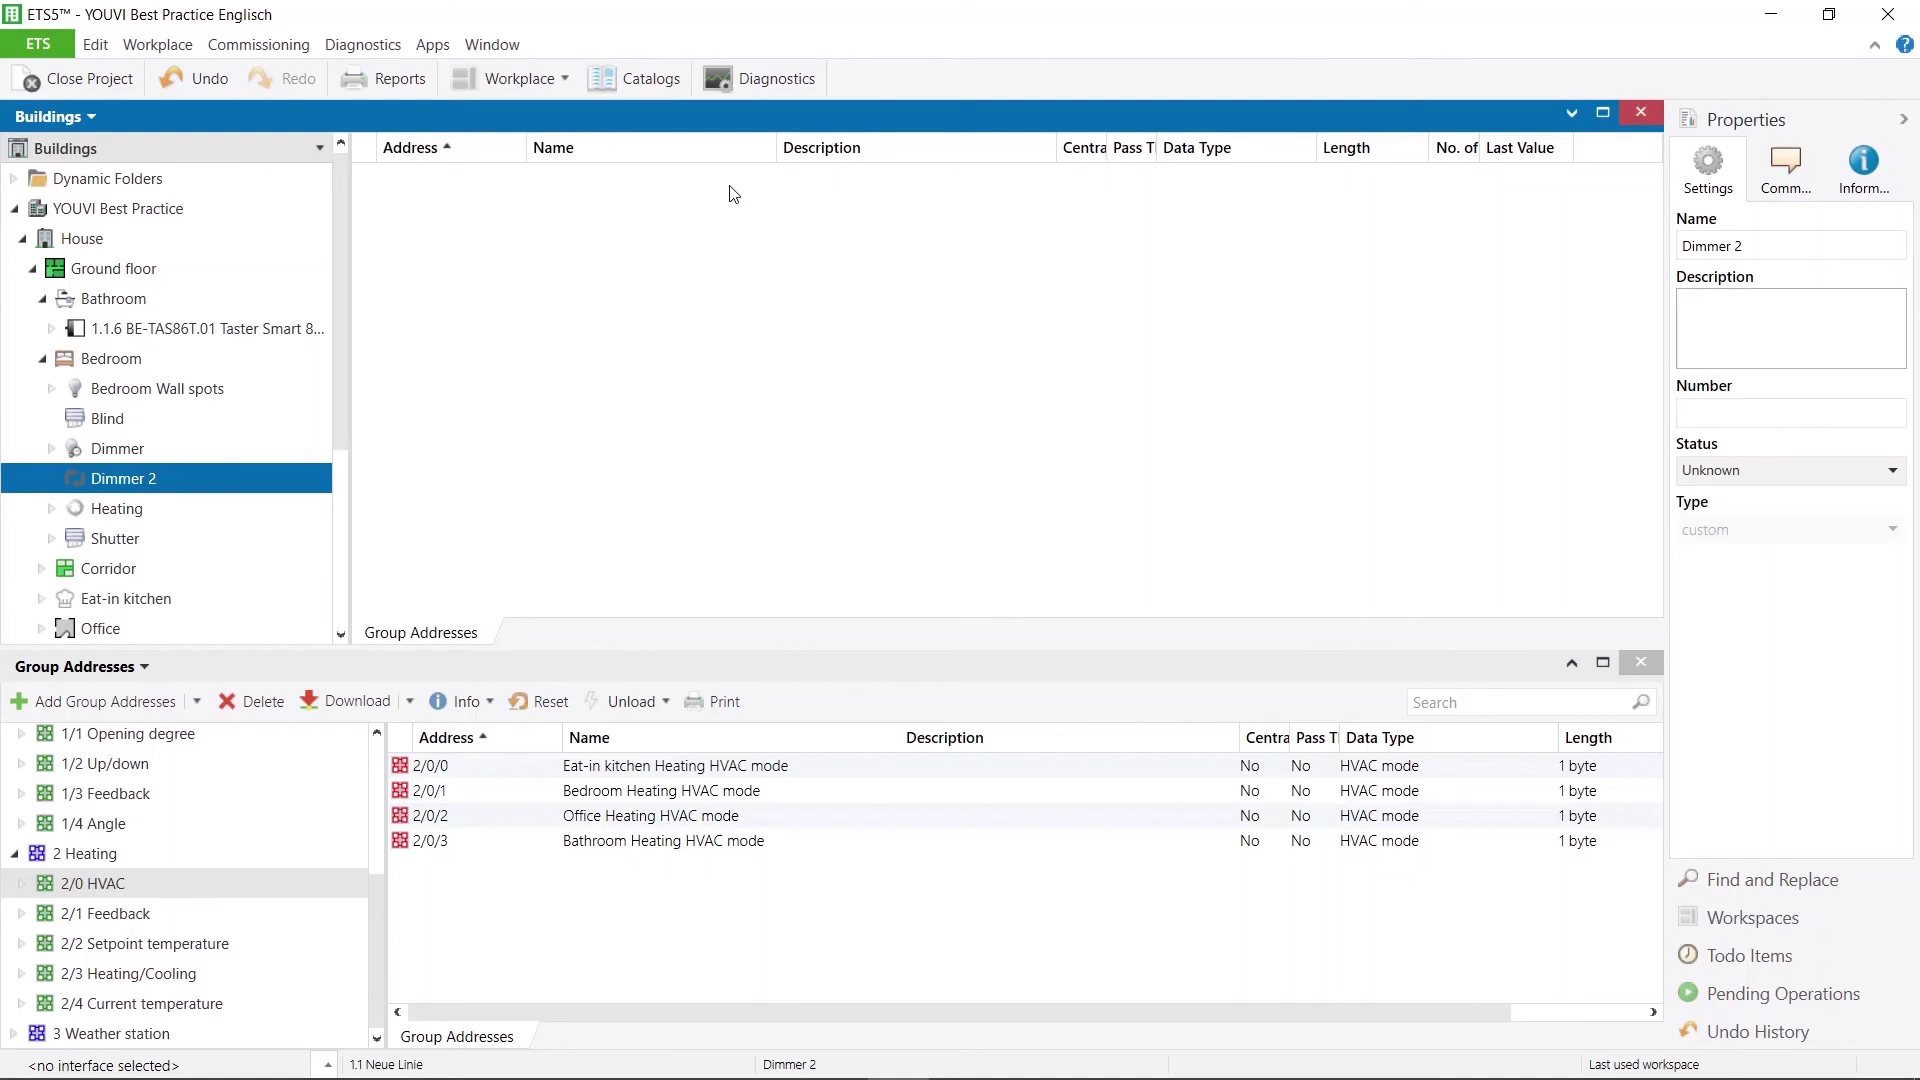 ETS5™ - YOUVI Best Practice Englisch
ETS Edit Workplace Commissioning Diagnostics Apps Window
Close Project Undo Redo Reports Workplace Catalogs Diagnostics
Buildings
Buildings
Dynamic Folders
YOUVI Best Practice
House
Ground floor
Bathroom
1.1.6 BE-TAS86T.01 Taster Smart 8...
Bedroom
Bedroom Wall spots
Blind
Dimmer
Dimmer 2
Heating
Shutter
Corridor
Eat-in kitchen
Office
Address Name Description Centra Pass T Data Type Length No. of Last Value
Group Addresses
Properties
Settings Comm... Inform...
Name
Dimmer 2
Description
Number
Status
Unknown
Type
custom
Find and Replace
Workspaces
Todo Items
Pending Operations
Undo History
Group Addresses
Add Group Addresses Delete Download Info Reset Unload Print Search
1/1 Opening degree
1/2 Up/down
1/3 Feedback
1/4 Angle
2 Heating
2/0 HVAC
2/1 Feedback
2/2 Setpoint temperature
2/3 Heating/Cooling
2/4 Current temperature
3 Weather station
Address Name Description Centra Pass T Data Type Length
2/0/0 Eat-in kitchen Heating HVAC mode No No HVAC mode 1 byte
2/0/1 Bedroom Heating HVAC mode No No HVAC mode 1 byte
2/0/2 Office Heating HVAC mode No No HVAC mode 1 byte
2/0/3 Bathroom Heating HVAC mode No No HVAC mode 1 byte
Group Addresses
<no interface selected> 1.1 Neue Linie Dimmer 2 Last used workspace